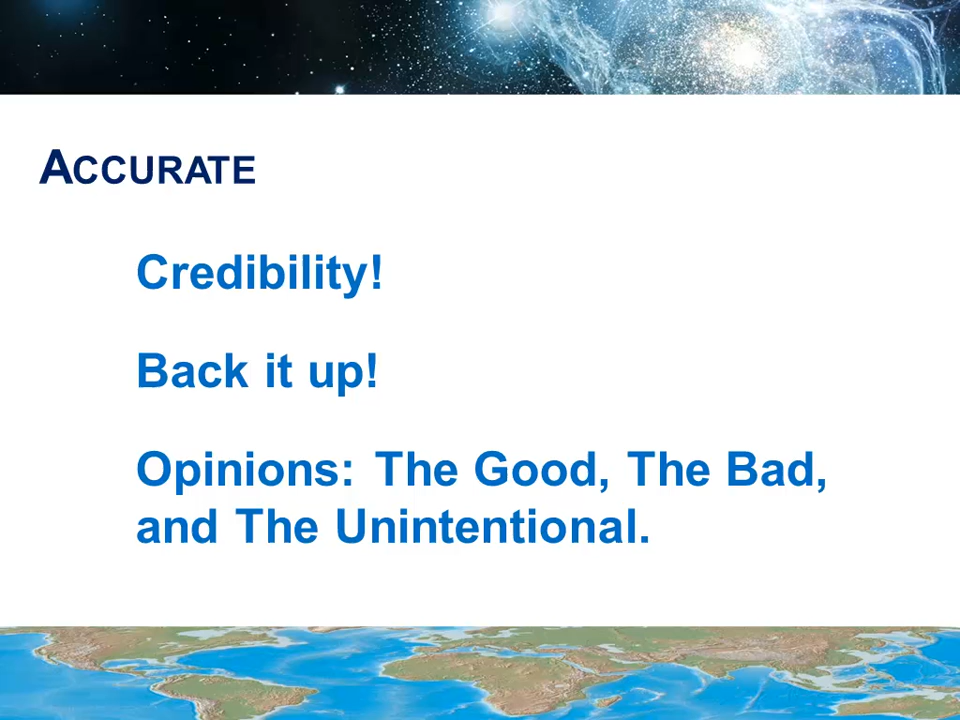 ACCURATE
Credibility!
Back it up!
Opinions: The Good, The Bad,
and The Unintentional.